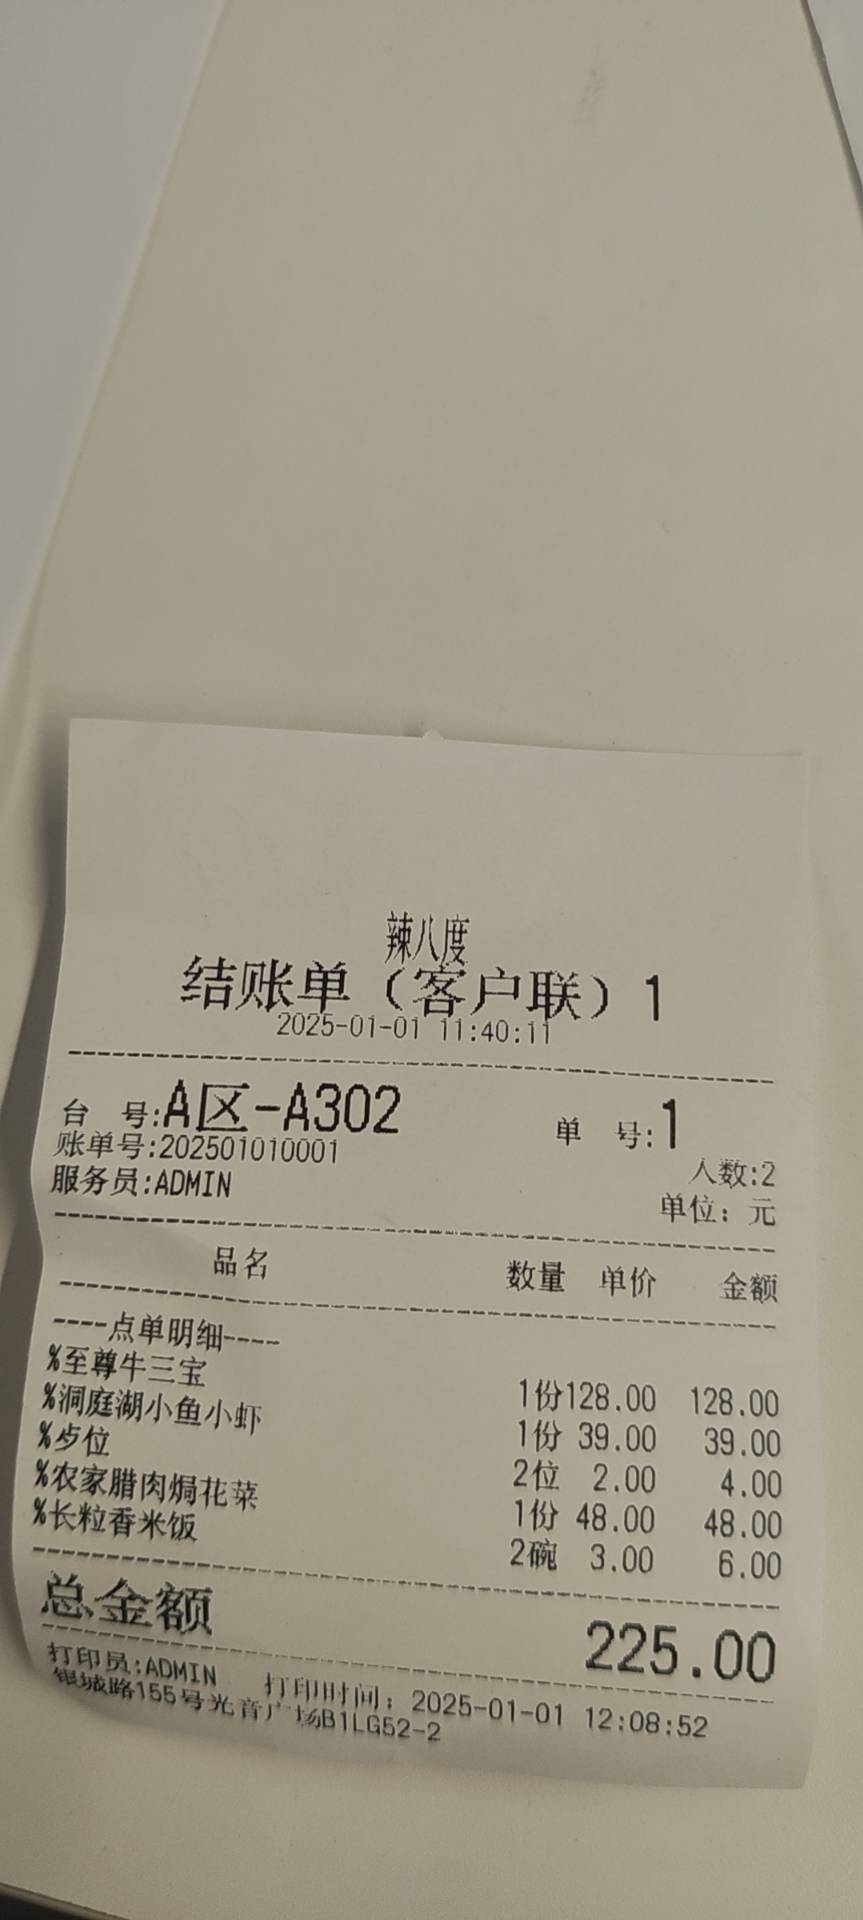 辣八度
结账单（客户联）1
2025-01-01 11:40:11
台 号:A区-A302 单 号:1
账单号:202501010001
人数:2
服务员:ADMIN
单位：元
品名 数量 单价 金额
----点单明细----
%至尊牛三宝 1份128.00 128.00
%洞庭湖小鱼小虾 1份 39.00 39.00
%歺位 2位 2.00 4.00
%农家腊肉焗花菜 1份 48.00 48.00
%长粒香米饭 2碗 3.00 6.00
总金额 225.00
打印员:ADMIN 打印时间：2025-01-01 12:08:52
银城路155号光音广场B1LG52-2